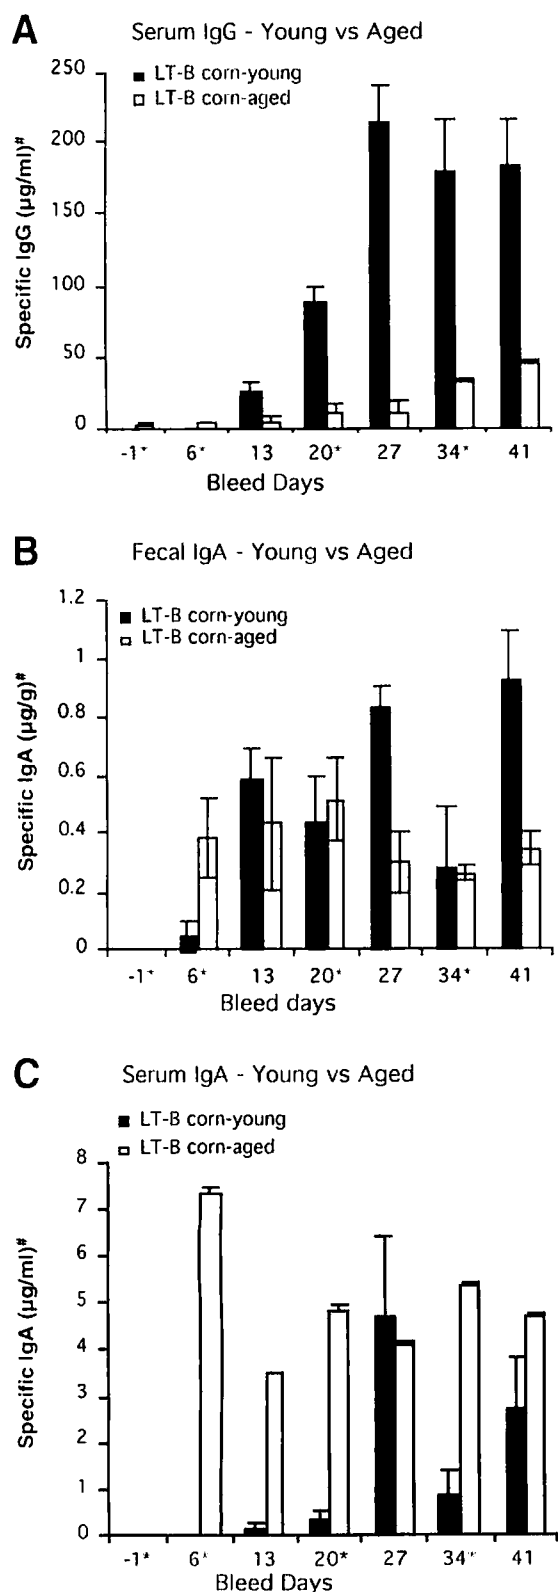 A
Serum IgG - Young vs Aged
LT-B corn-young
LT-B corn-aged
250
200
150
100
50
0
Specific IgG (µg/ml)#
-1* 6* 13 20* 27 34* 41
Bleed Days
B
Fecal IgA - Young vs Aged
LT-B corn-young
LT-B corn-aged
1.2
1
0.8
0.6
0.4
0.2
0
Specific IgA (µg/g)#
-1* 6* 13 20* 27 34* 41
Bleed days
C
Serum IgA - Young vs Aged
LT-B corn-young
LT-B corn-aged
8
7
6
5
4
3
2
1
0
Specific IgA (µg/ml)#
-1* 6* 13 20* 27 34* 41
Bleed Days